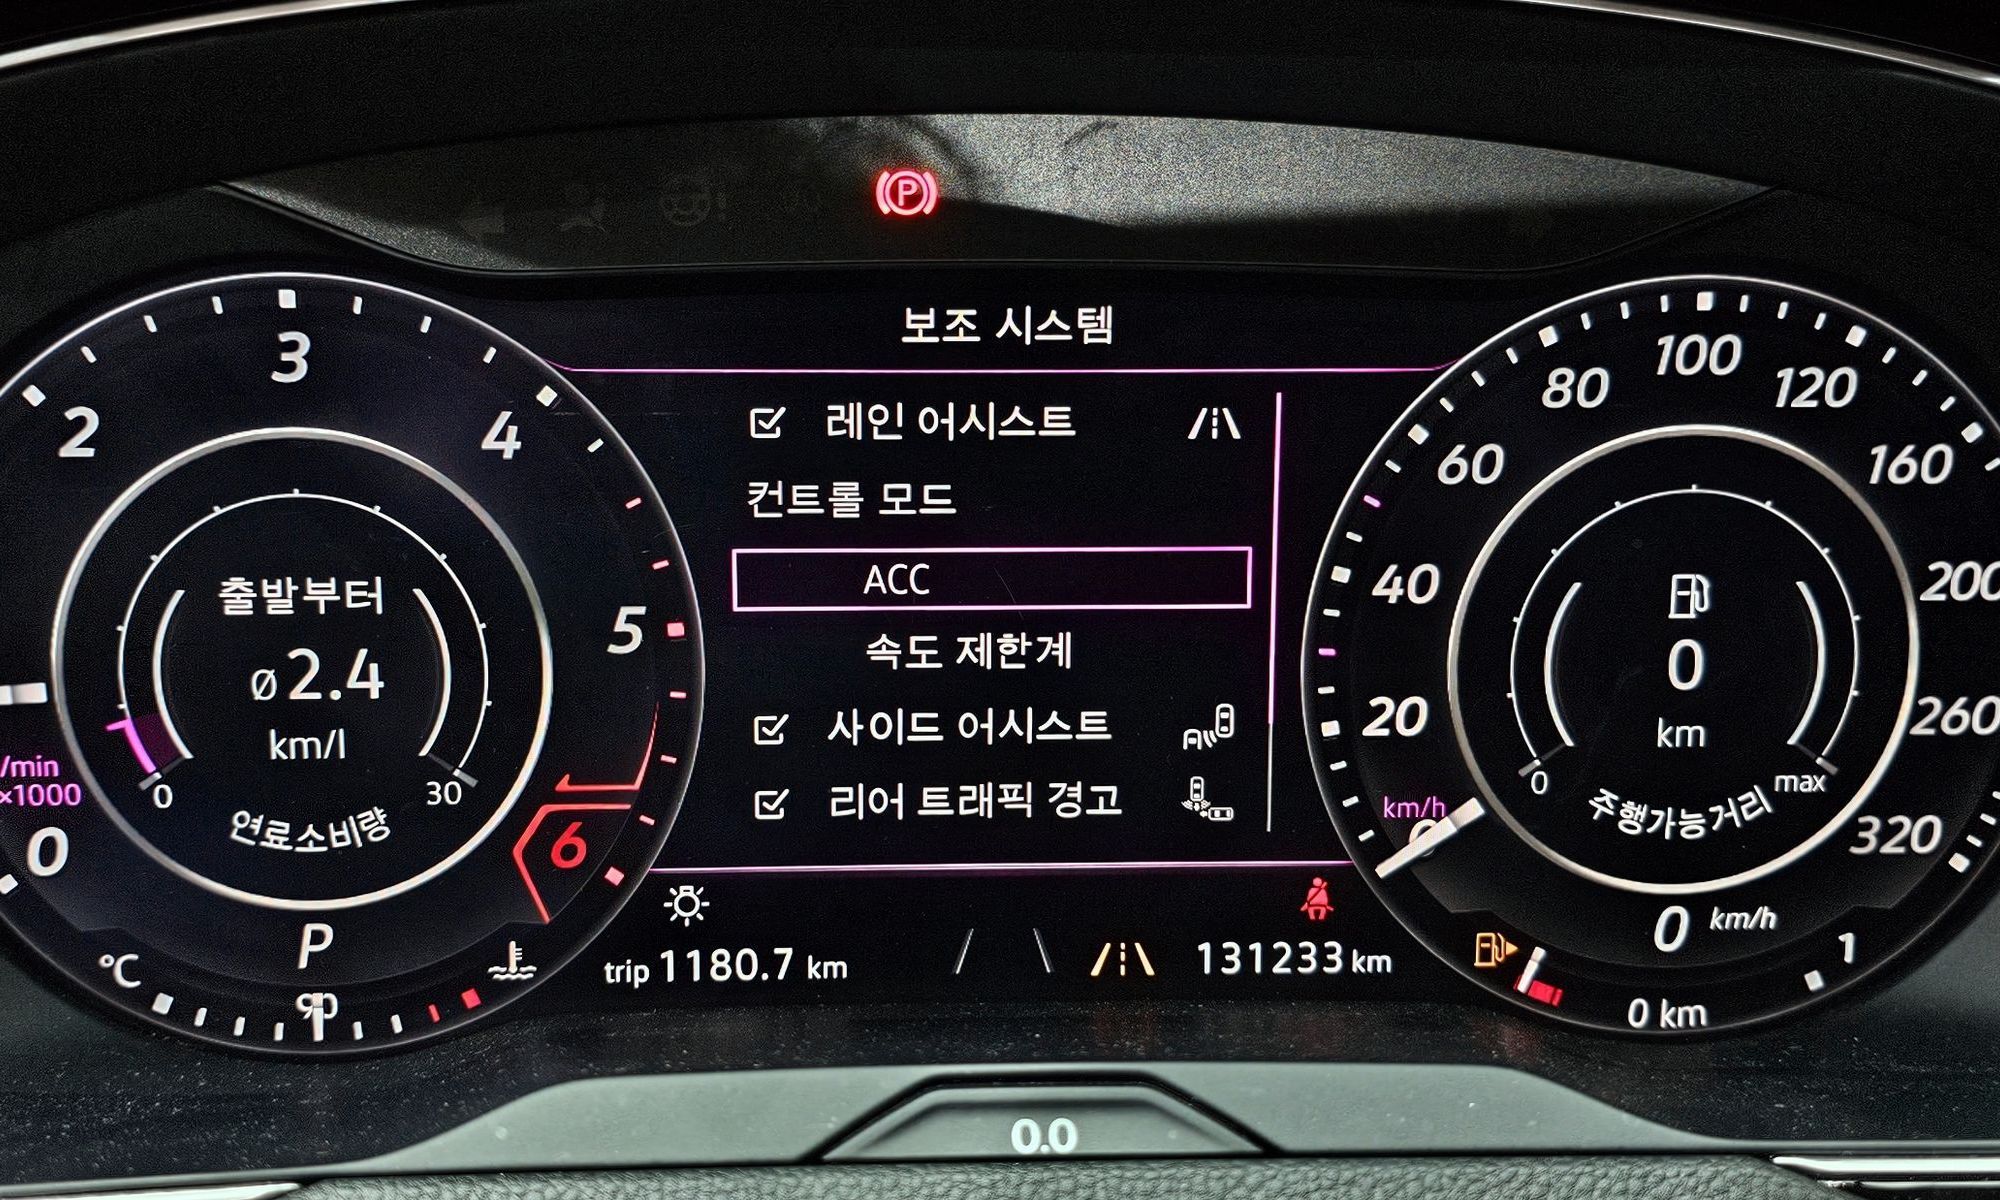 P
보조 시스템
레인 어시스트
컨트롤 모드
ACC
속도 제한계
사이드 어시스트
리어 트래픽 경고
trip 1180.7 km
131233 km
0
2
3
4
5
6
/min
×1000
출발부터
ø 2.4
km/l
0
30
연료소비량
P
°C
90
20
40
60
80
100
120
160
200
260
320
km/h
0
km
0
max
주행가능거리
0 km/h
1
0 km
0.0